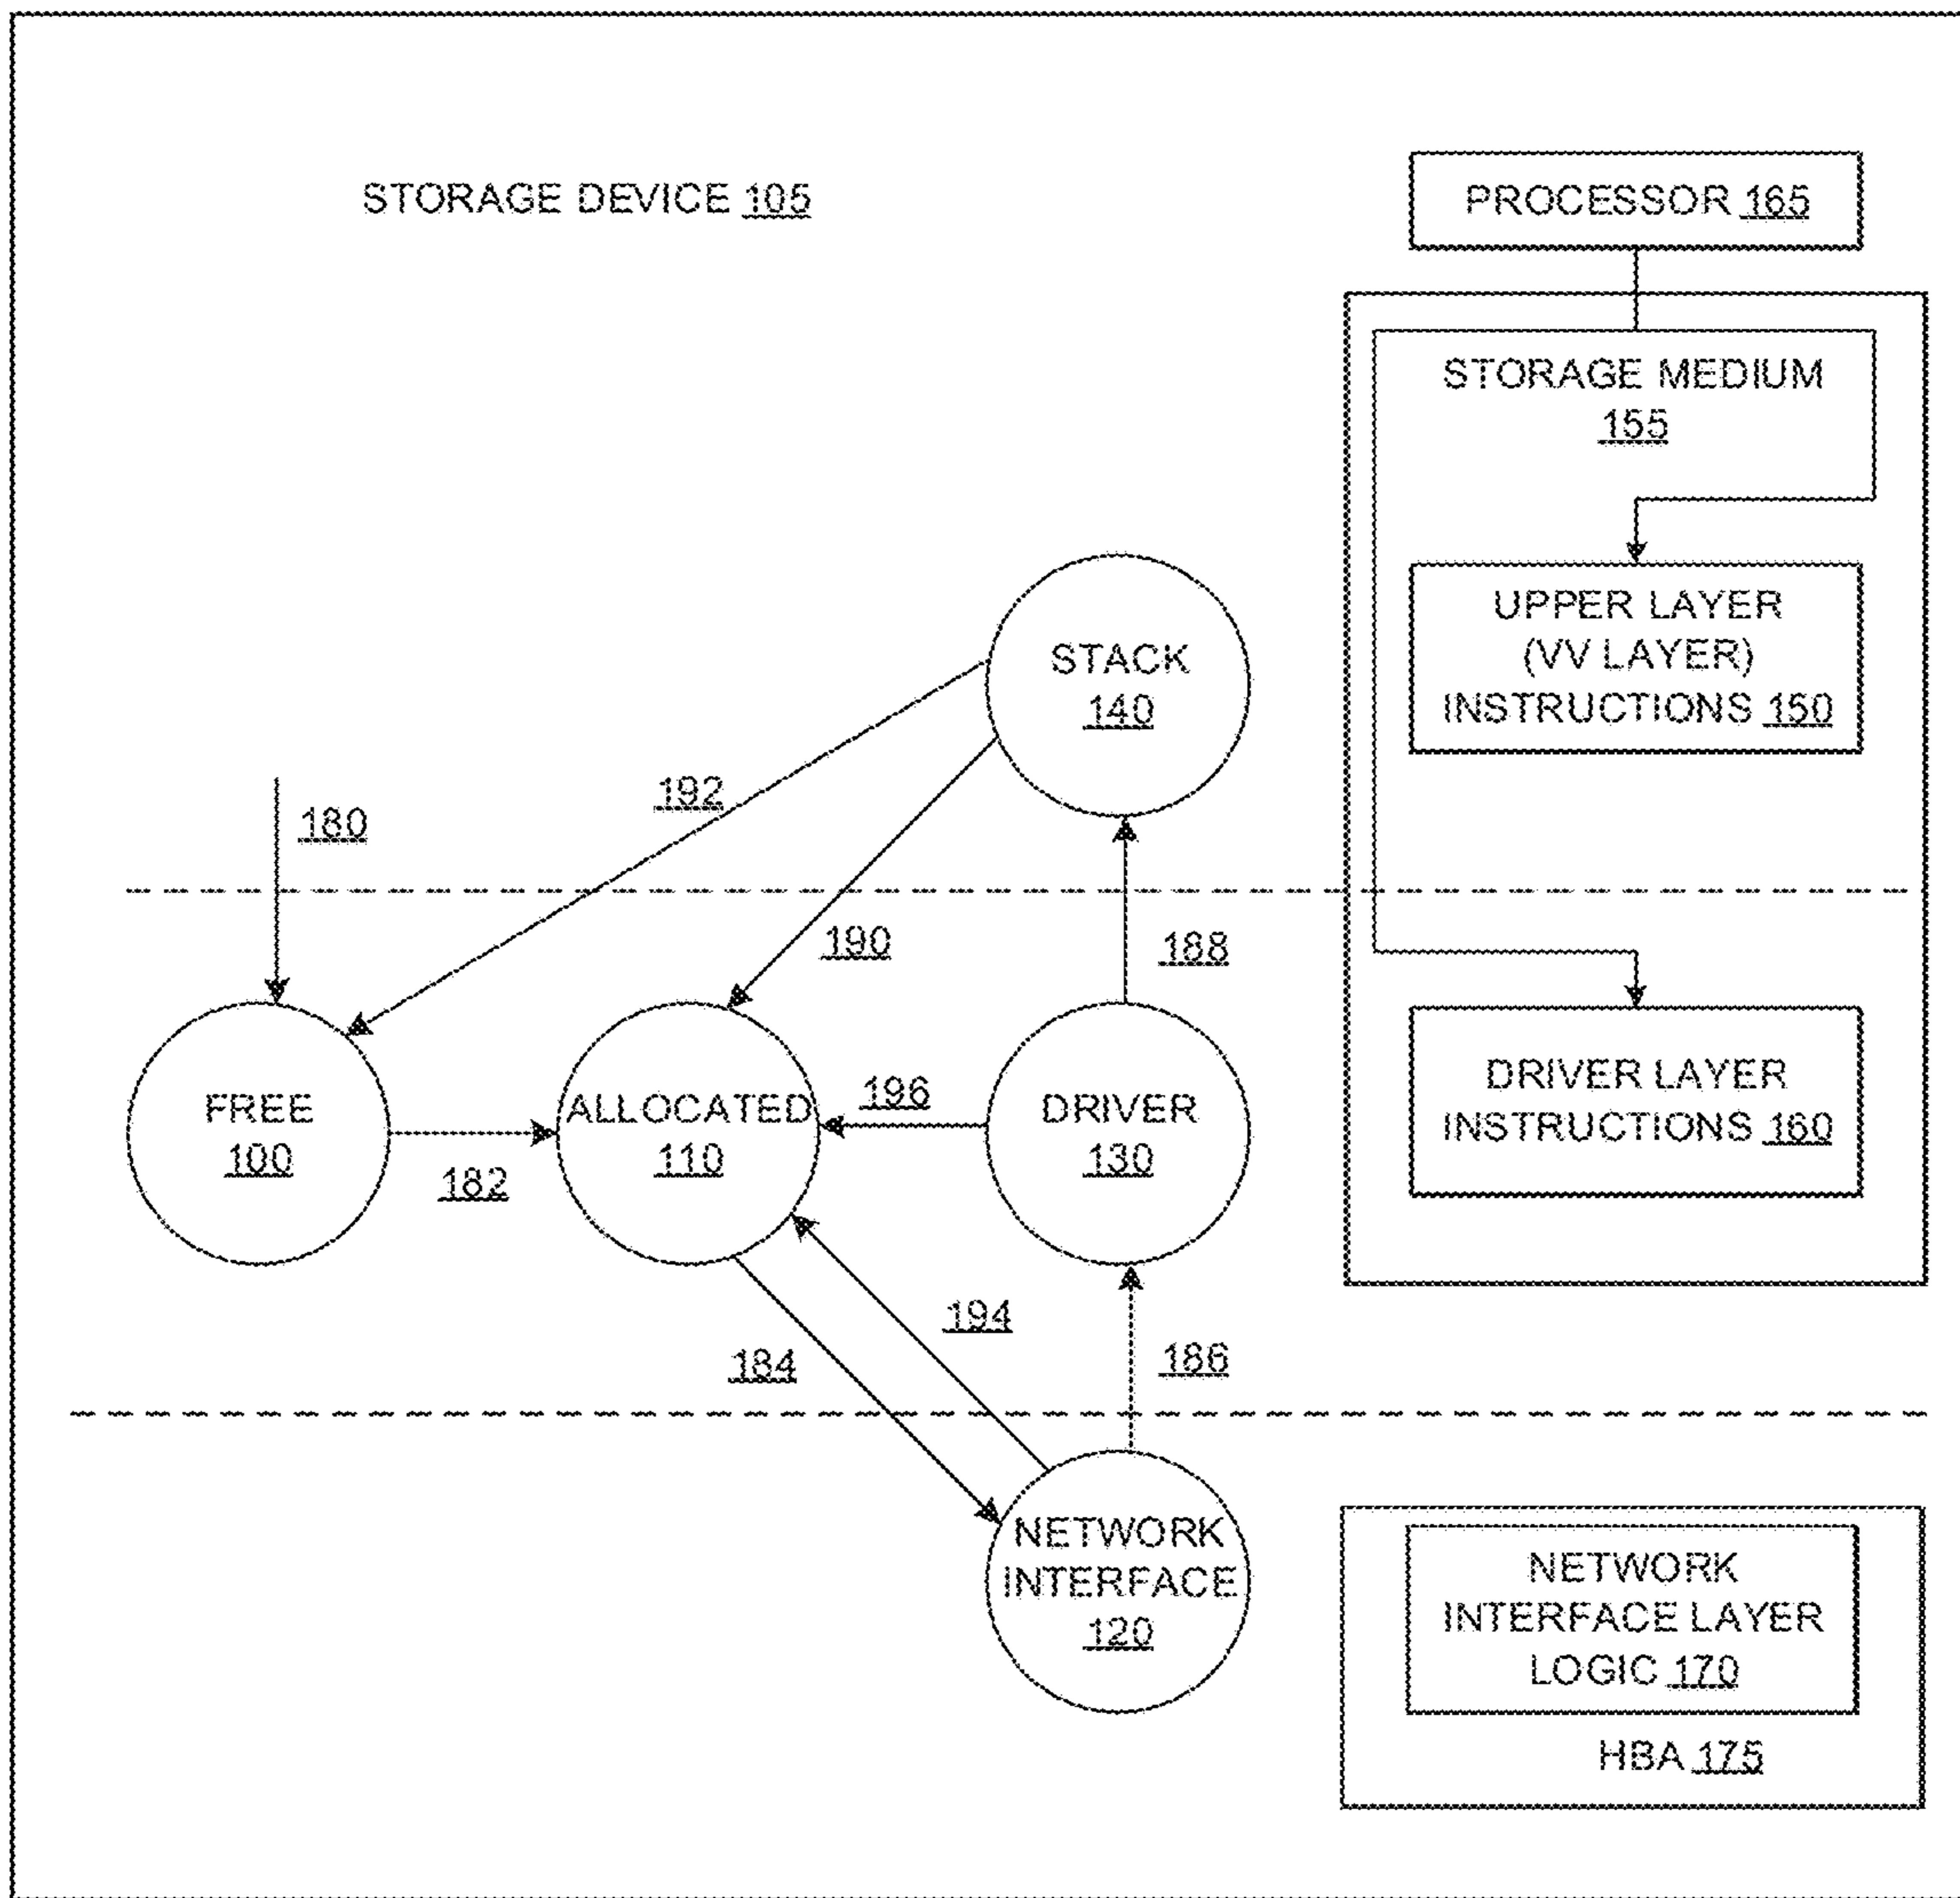 STORAGE DEVICE 105
PROCESSOR 165
STORAGE MEDIUM
155
UPPER LAYER
(VV LAYER)
INSTRUCTIONS 150
STACK
140
192
180
190
188
FREE
100
182
ALLOCATED
110
196
DRIVER
130
DRIVER LAYER
INSTRUCTIONS 160
194
184
186
NETWORK
INTERFACE
120
NETWORK
INTERFACE LAYER
LOGIC 170
HBA 175